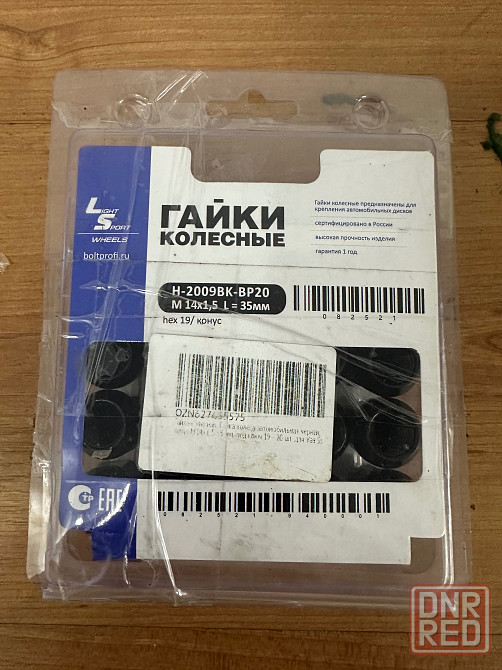 LIGHT
SPORT
WHEELS
boltprofi.ru
ГАЙКИ
КОЛЕСНЫЕ
Гайки колесные предназначены для
крепления автомобильных дисков
сертифицировано в России
высокая прочность изделия
гарантия 1 год
H-2009BK-BP20
M 14x1,5 L = 35мм
hex 19/ конус
082521
EAC
DNR
RED